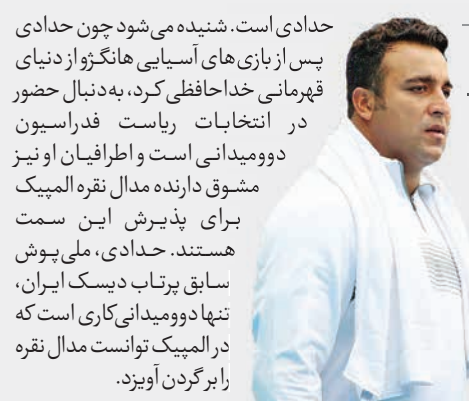 حدادی است. شنیده می‌شود چون حدادی
پس از بازی‌های آسیایی هانگژو از دنیای
قهرمانی خداحافظی کرد، به‌دنبال حضور
در انتخابات ریاست فدراسیون
دوومیدانی است و اطرافیان او نیز
مشوق دارنده مدال نقره المپیک
برای پذیرش این سمت
هستند. حدادی، ملی‌پوش
سابق پرتاب دیسک ایران،
تنها دوومیدانی‌کاری است که
در المپیک توانست مدال نقره
را بر گردن آویزد.